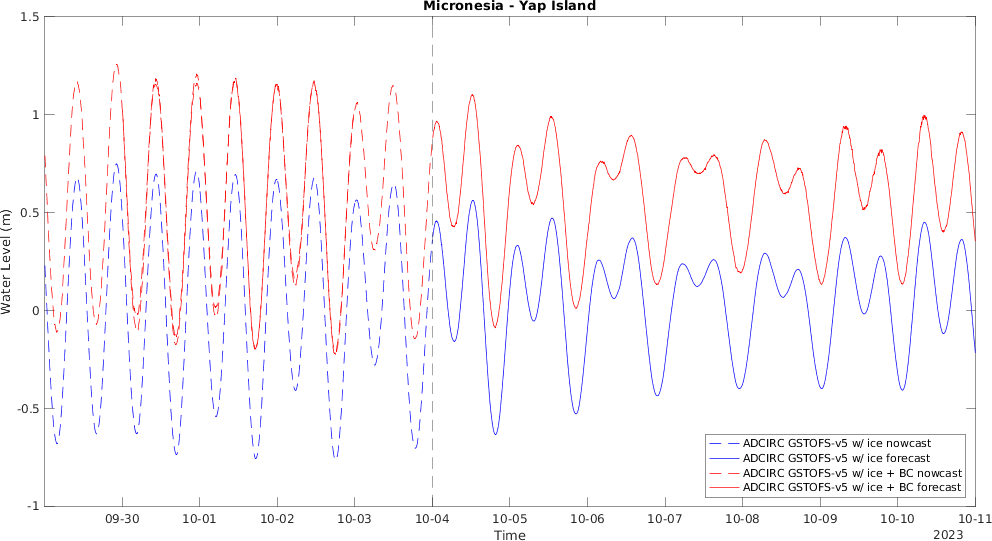 Micronesia - Yap Island
1.5
1
0.5
0
-0.5
-1
Water Level (m)
ADCIRC GSTOFS-v5 w/ ice nowcast
ADCIRC GSTOFS-v5 w/ ice forecast
ADCIRC GSTOFS-v5 w/ ice + BC nowcast
ADCIRC GSTOFS-v5 w/ ice + BC forecast
09-30 10-01 10-02 10-03 10-04 10-05 10-06 10-07 10-08 10-09 10-10 10-11
Time
2023